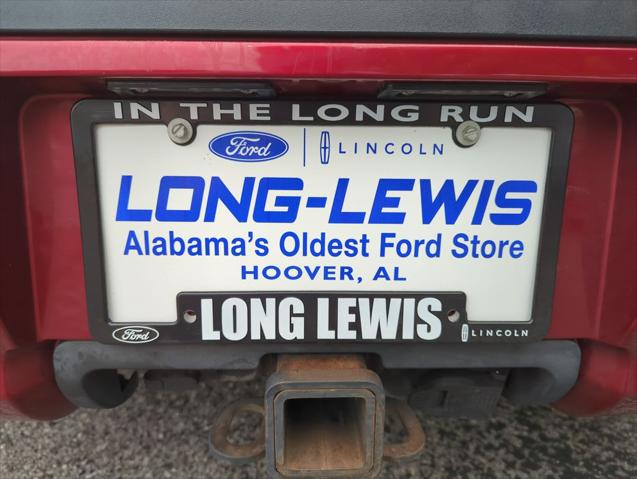 IN THE LONG RUN
Ford LINCOLN
LONG-LEWIS
Alabama's Oldest Ford Store
HOOVER, AL
LONG LEWIS
Ford LINCOLN